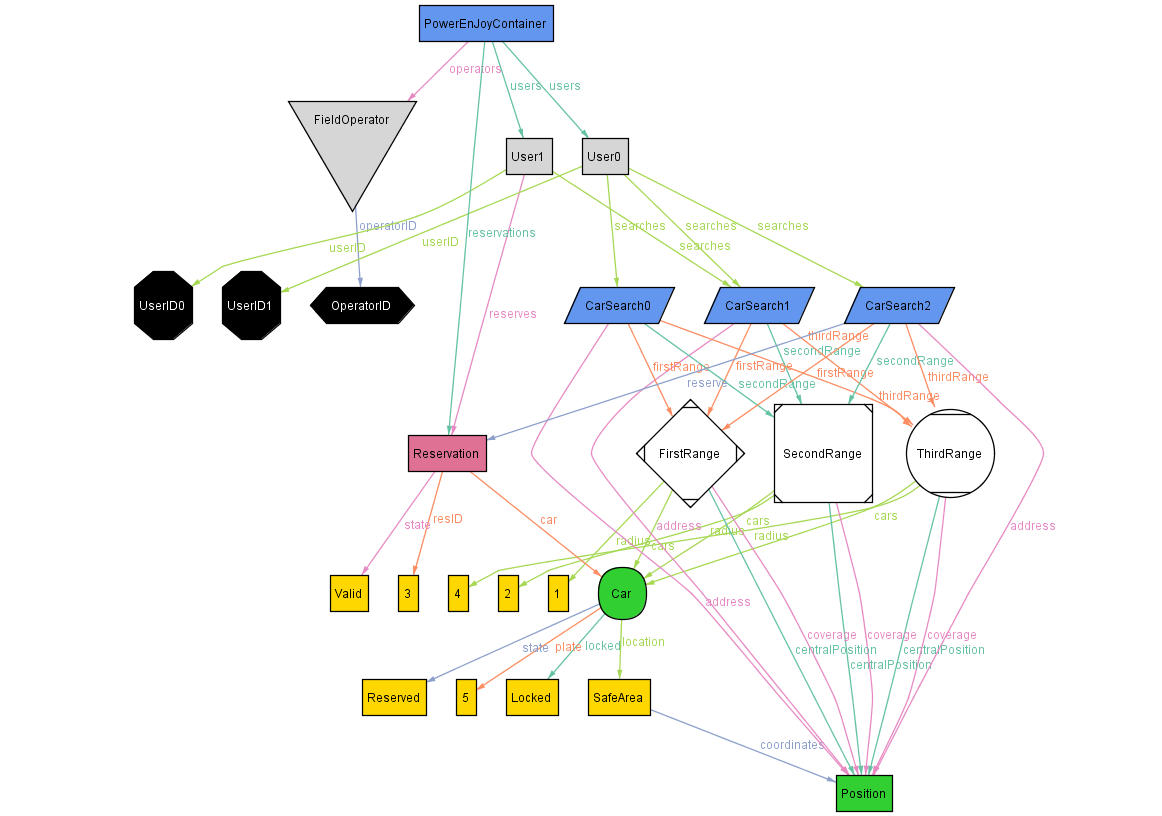 PowerEnJoyContainer
operators
users users
FieldOperator
User1
User0
operatorID
reservations
searches
searches
searches
userID
searches
userID
UserID0
UserID1
OperatorID
CarSearch0
CarSearch1
CarSearch2
reserves
thirdRange
secondRange
secondRange
firstRange
firstRange
firstRange
thirdRange
reserve
secondRange
thirdRange
Reservation
FirstRange
SecondRange
ThirdRange
state
resID
car
address
radius
cars
radius
cars
radius
cars
address
Valid
3
4
2
1
Car
address
state
plate
locked
location
coverage
coverage
coverage
centralPosition
centralPosition
centralPosition
Reserved
5
Locked
SafeArea
coordinates
Position